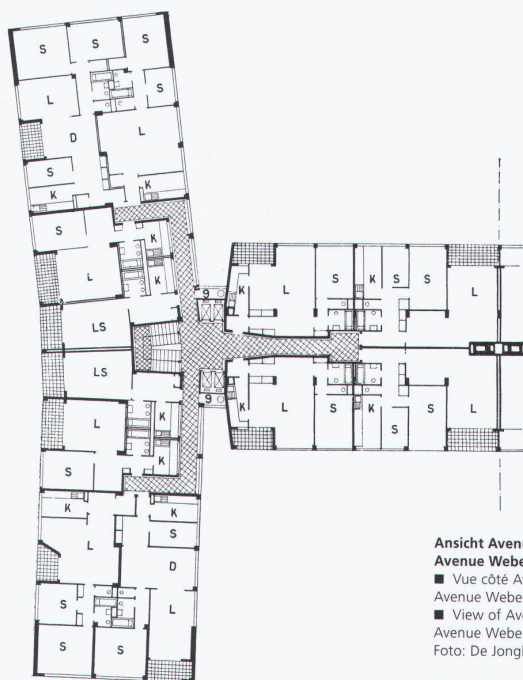 S S S
S
L L
D
S K
K
S K
L K
LS
9
L S K S S L
K
LS
9
K L S K S S L
L K
S K
K K
L S
D
S L
S S
Ansicht Avenu
Avenue Webe
■ Vue côté A
Avenue Webe
■ View of Ave
Avenue Webe
Foto: De Jongh